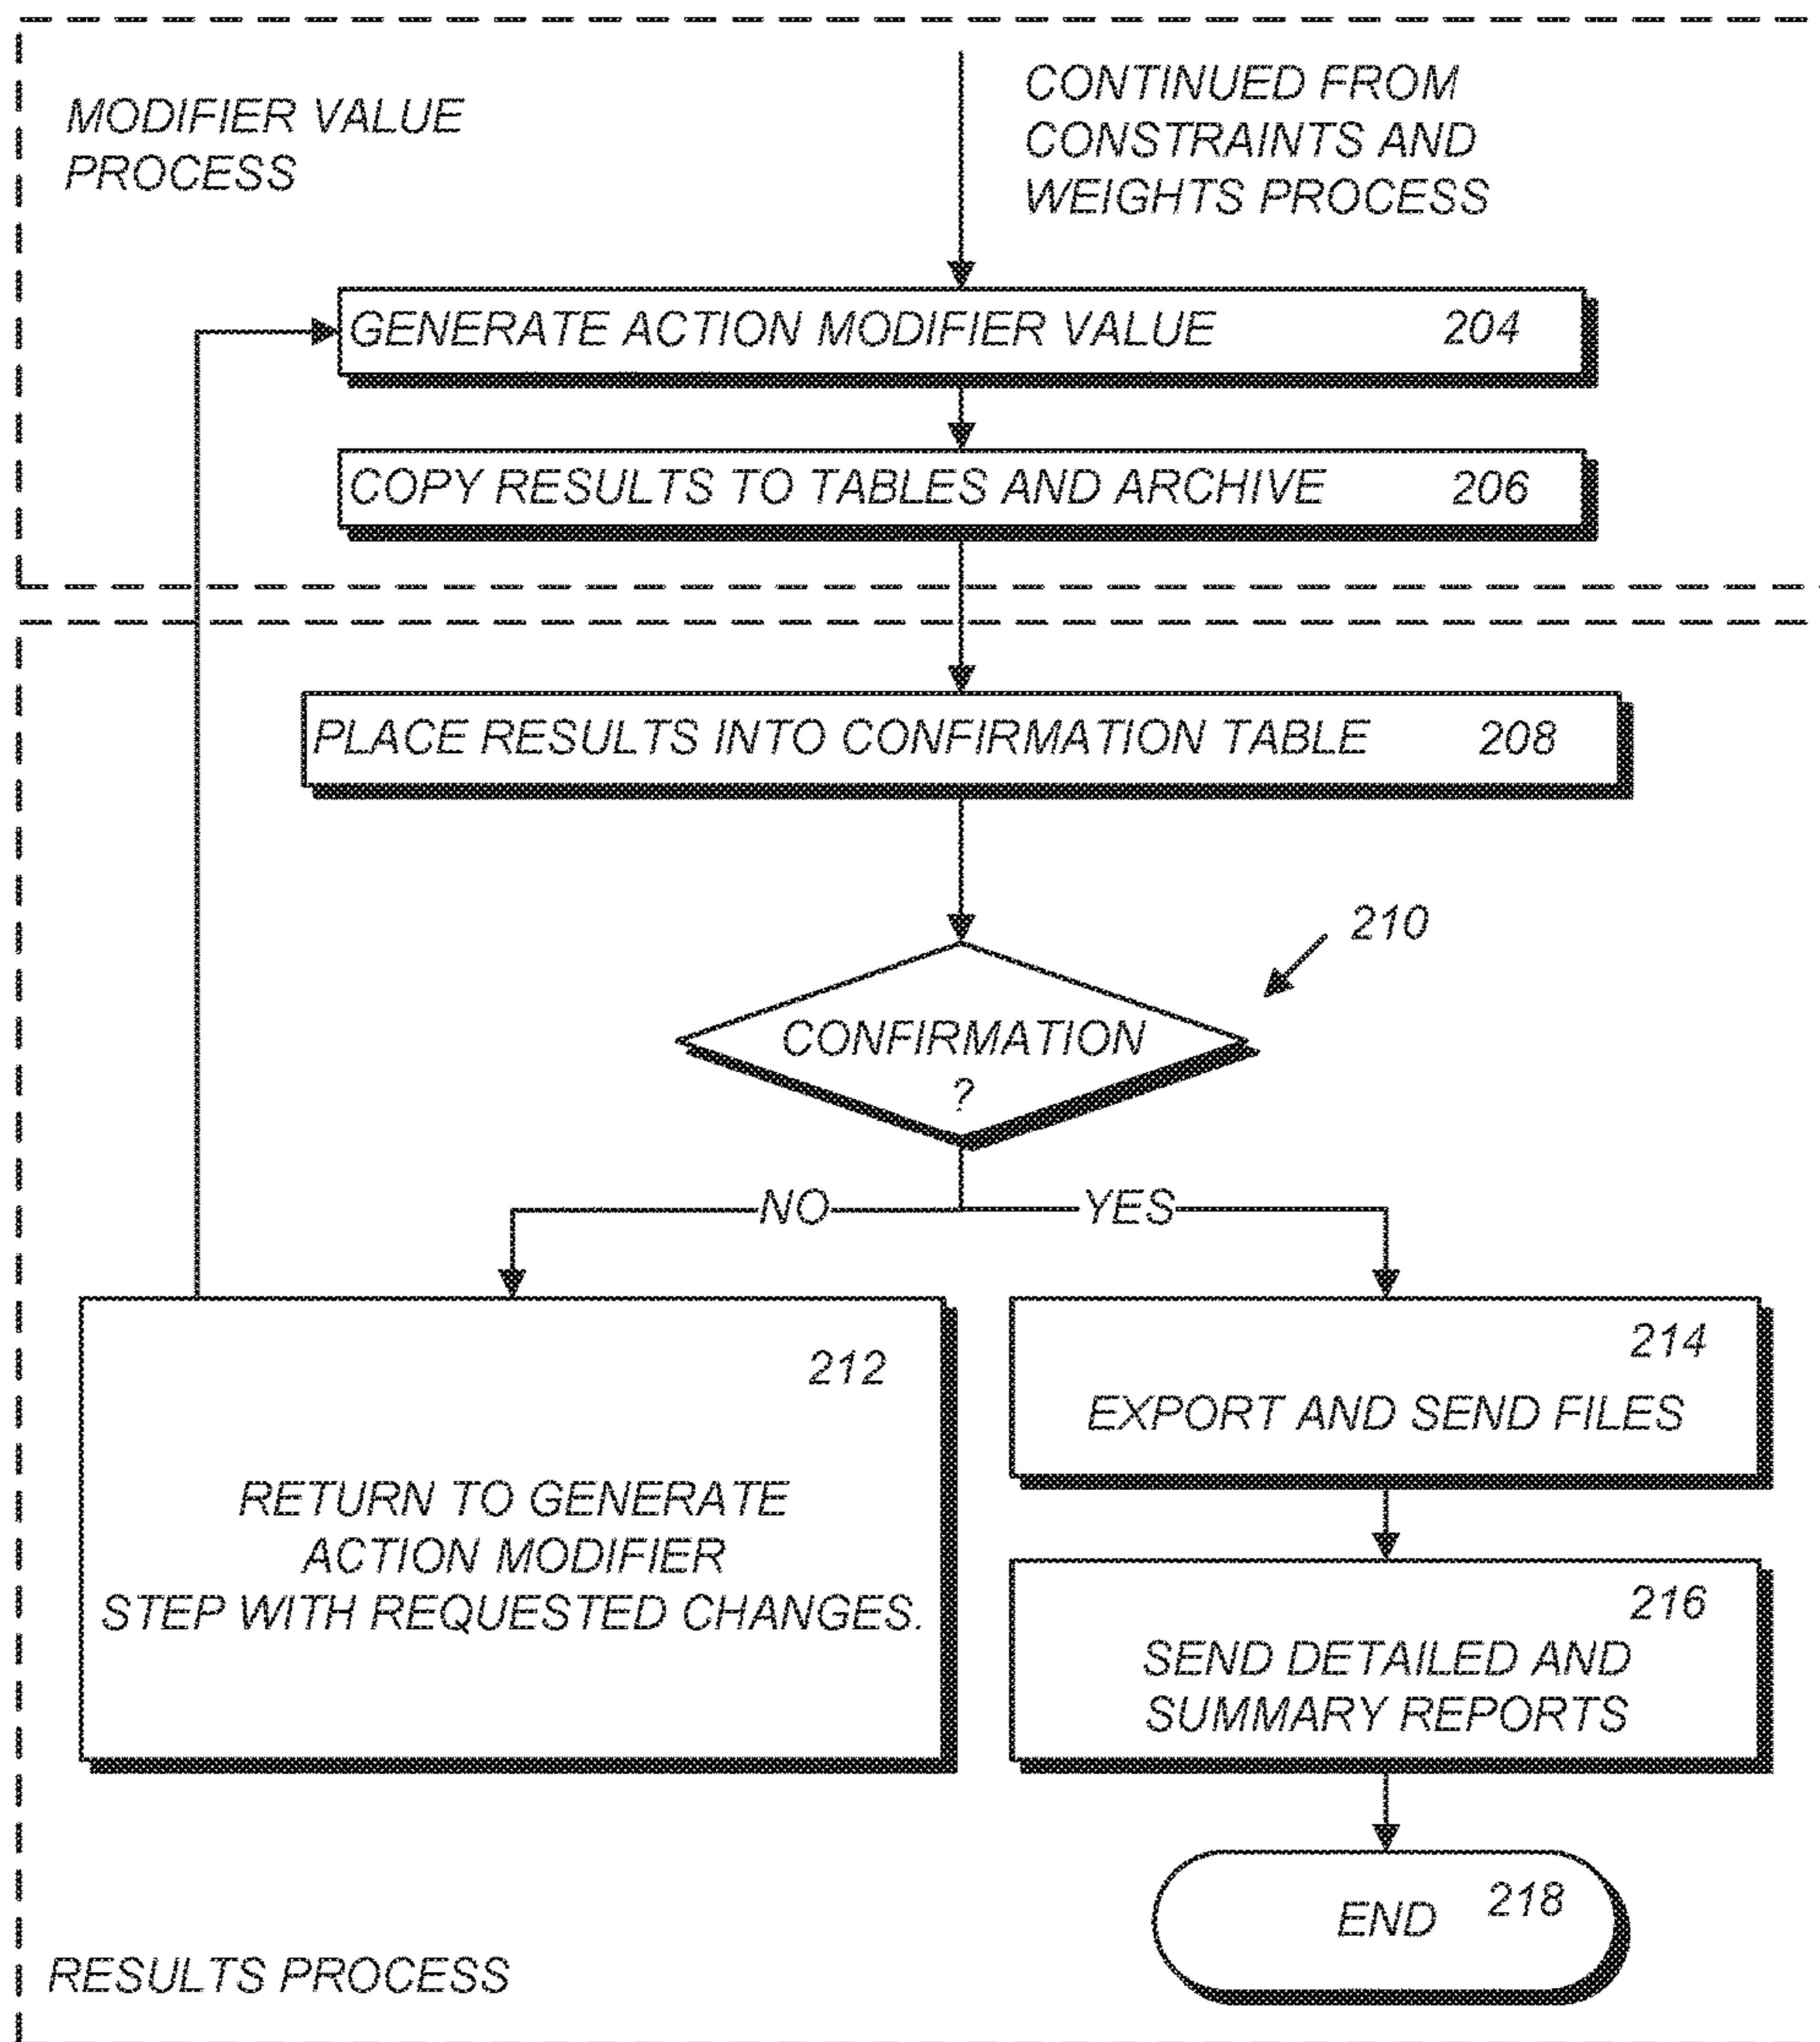 MODIFIER VALUE
PROCESS
CONTINUED FROM
CONSTRAINTS AND
WEIGHTS PROCESS
GENERATE ACTION MODIFIER VALUE 204
COPY RESULTS TO TABLES AND ARCHIVE 206
PLACE RESULTS INTO CONFIRMATION TABLE 208
210
CONFIRMATION
?
NO
YES
212
RETURN TO GENERATE
ACTION MODIFIER
STEP WITH REQUESTED CHANGES.
214
EXPORT AND SEND FILES
216
SEND DETAILED AND
SUMMARY REPORTS
END 218
RESULTS PROCESS